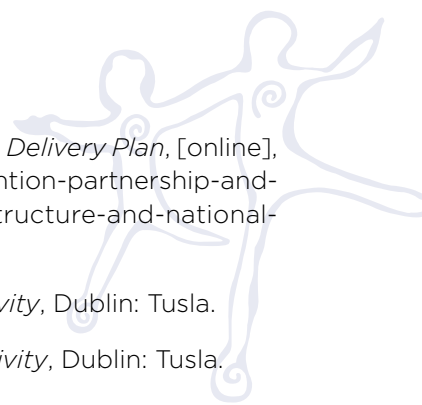 Delivery Plan, [online],
ntion-partnership-and-
tructure-and-national-
vity, Dublin: Tusla.
ivity, Dublin: Tusla.